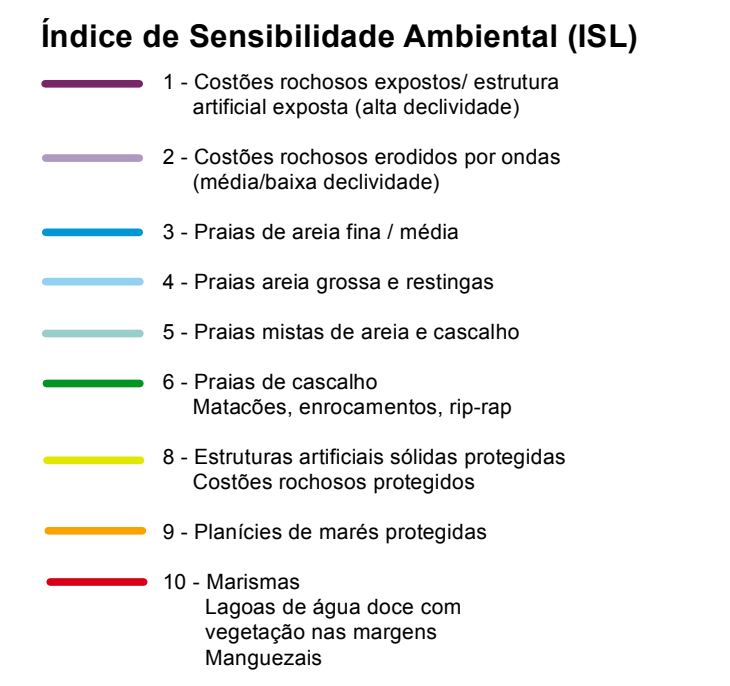 Índice de Sensibilidade Ambiental (ISL)
1 - Costões rochosos expostos/ estrutura
artificial exposta (alta declividade)
2 - Costões rochosos erodidos por ondas
(média/baixa declividade)
3 - Praias de areia fina / média
4 - Praias areia grossa e restingas
5 - Praias mistas de areia e cascalho
6 - Praias de cascalho
Matacões, enrocamentos, rip-rap
8 - Estruturas artificiais sólidas protegidas
Costões rochosos protegidos
9 - Planícies de marés protegidas
10 - Marismas
Lagoas de água doce com
vegetação nas margens
Manguezais